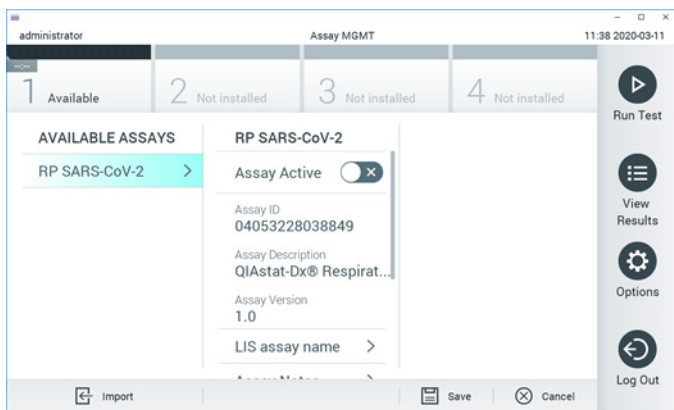 administrator Assay MGMT 11:38 2020-03-11
--:--
1 Available 2 Not installed 3 Not installed 4 Not installed
Run Test
AVAILABLE ASSAYS RP SARS-CoV-2
RP SARS-CoV-2 Assay Active
View
Results
Assay ID
04053228038849
Assay Description
QIAstat-Dx® Respirat...
Options
Assay Version
1.0
LIS assay name
Assay Notes
Log Out
Import Save Cancel